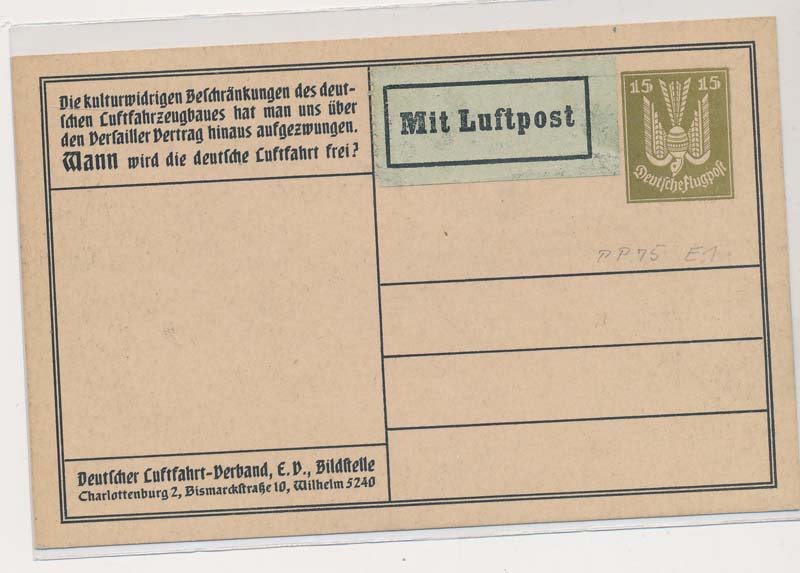 Die kulturwidrigen Beschränkungen des deut-
schen Luftfahrzeugbaues hat man uns über
den Versailler Vertrag hinaus aufgezwungen.
Wann wird die deutsche Luftfahrt frei?
Mit Luftpost
15 15
Deutsche Flugpost
PP75 E1
Deutscher Luftfahrt-Verband, E. V., Bildstelle
Charlottenburg 2, Bismarckstraße 10, Wilhelm 5240